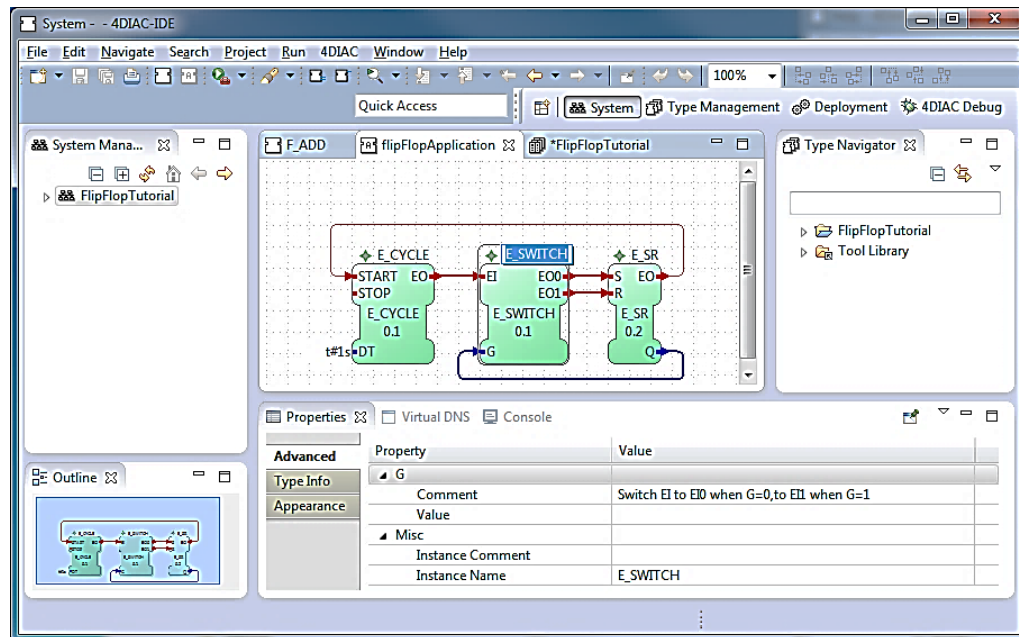 System - - 4DIAC-IDE
File Edit Navigate Search Project Run 4DIAC Window Help
100%
Quick Access
System Type Management Deployment 4DIAC Debug
System Mana...
FlipFlopTutorial
F_ADD flipFlopApplication *FlipFlopTutorial
Type Navigator
FlipFlopTutorial
Tool Library
E_CYCLE E_SWITCH E_SR
START EO EI EO0 S EO
STOP EO1 R
E_CYCLE E_SWITCH E_SR
0.1 0.1 0.2
t#1s DT G Q
Properties Virtual DNS Console
Advanced
Type Info
Appearance
Property Value
G
Comment Switch EI to EI0 when G=0,to EI1 when G=1
Value
Misc
Instance Comment
Instance Name E_SWITCH
Outline